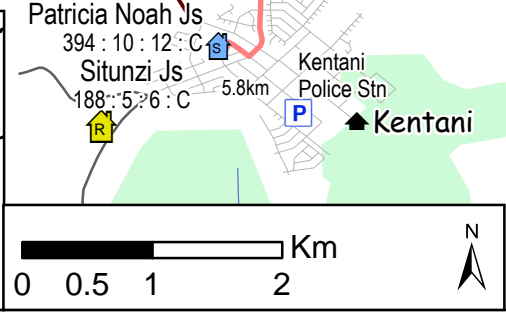 Patricia Noah Js
394 : 10 : 12 : C
S
Situnzi Js
188 : 5 : 6 : C
R
5.8km
Kentani
Police Stn
P
Kentani
Km
0 0.5 1 2
N